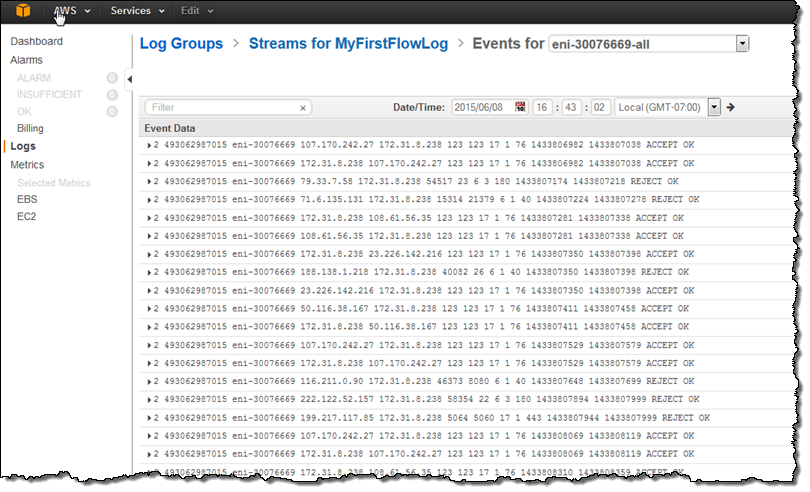 AWS Services Edit
Log Groups > Streams for MyFirstFlowLog > Events for eni-30076669-all
Dashboard
Alarms
ALARM 0
INSUFFICIENT 0
OK 0
Billing
Logs
Metrics
Selected Metrics
EBS
EC2
Filter × Date/Time: 2015/06/08 16 : 43 : 02 Local (GMT-07:00)
Event Data
2 493062987015 eni-30076669 107.170.242.27 172.31.8.238 123 123 17 1 76 1433806982 1433807038 ACCEPT OK
2 493062987015 eni-30076669 172.31.8.238 107.170.242.27 123 123 17 1 76 1433806982 1433807038 ACCEPT OK
2 493062987015 eni-30076669 79.33.7.58 172.31.8.238 54517 23 6 3 180 1433807174 1433807218 REJECT OK
2 493062987015 eni-30076669 71.6.135.131 172.31.8.238 15314 21379 6 1 40 1433807224 1433807278 REJECT OK
2 493062987015 eni-30076669 172.31.8.238 108.61.56.35 123 123 17 1 76 1433807281 1433807338 ACCEPT OK
2 493062987015 eni-30076669 108.61.56.35 172.31.8.238 123 123 17 1 76 1433807281 1433807338 ACCEPT OK
2 493062987015 eni-30076669 172.31.8.238 23.226.142.216 123 123 17 1 76 1433807350 1433807398 ACCEPT OK
2 493062987015 eni-30076669 188.138.1.218 172.31.8.238 40082 26 6 1 40 1433807350 1433807398 REJECT OK
2 493062987015 eni-30076669 23.226.142.216 172.31.8.238 123 123 17 1 76 1433807350 1433807398 ACCEPT OK
2 493062987015 eni-30076669 50.116.38.167 172.31.8.238 123 123 17 1 76 1433807411 1433807458 ACCEPT OK
2 493062987015 eni-30076669 172.31.8.238 50.116.38.167 123 123 17 1 76 1433807411 1433807458 ACCEPT OK
2 493062987015 eni-30076669 107.170.242.27 172.31.8.238 123 123 17 1 76 1433807529 1433807579 ACCEPT OK
2 493062987015 eni-30076669 172.31.8.238 107.170.242.27 123 123 17 1 76 1433807529 1433807579 ACCEPT OK
2 493062987015 eni-30076669 116.211.0.90 172.31.8.238 46373 8080 6 1 40 1433807648 1433807699 REJECT OK
2 493062987015 eni-30076669 222.122.52.157 172.31.8.238 58354 22 6 3 180 1433807894 1433807999 REJECT OK
2 493062987015 eni-30076669 199.217.117.85 172.31.8.238 5064 5060 17 1 443 1433807944 1433807999 REJECT OK
2 493062987015 eni-30076669 107.170.242.27 172.31.8.238 123 123 17 1 76 1433808069 1433808119 ACCEPT OK
2 493062987015 eni-30076669 172.31.8.238 107.170.242.27 123 123 17 1 76 1433808069 1433808119 ACCEPT OK
2 493062987015 eni-30076669 172.31.8.238 108.61.56.35 123 123 17 1 76 1433808310 1433808359 ACCEPT OK